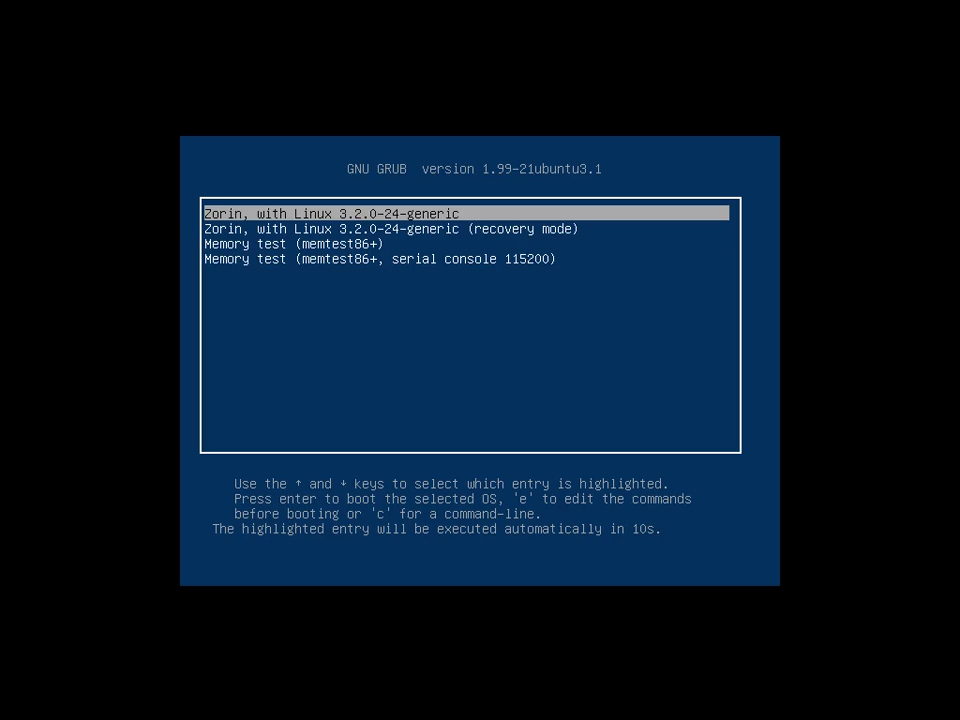 GNU GRUB  version 1.99-21ubuntu3.1
Zorin, with Linux 3.2.0-24-generic
Zorin, with Linux 3.2.0-24-generic (recovery mode)
Memory test (memtest86+)
Memory test (memtest86+, serial console 115200)
Use the ↑ and ↓ keys to select which entry is highlighted.
Press enter to boot the selected OS, 'e' to edit the commands
before booting or 'c' for a command-line.
The highlighted entry will be executed automatically in 10s.